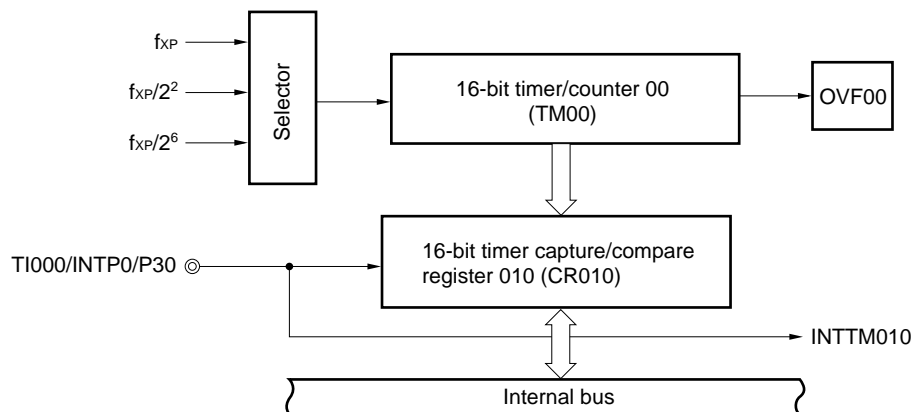 fXP
fXP/2²
fXP/2⁶
Selector
16-bit timer/counter 00
(TM00)
OVF00
TI000/INTP0/P30
16-bit timer capture/compare
register 010 (CR010)
INTTM010
Internal bus